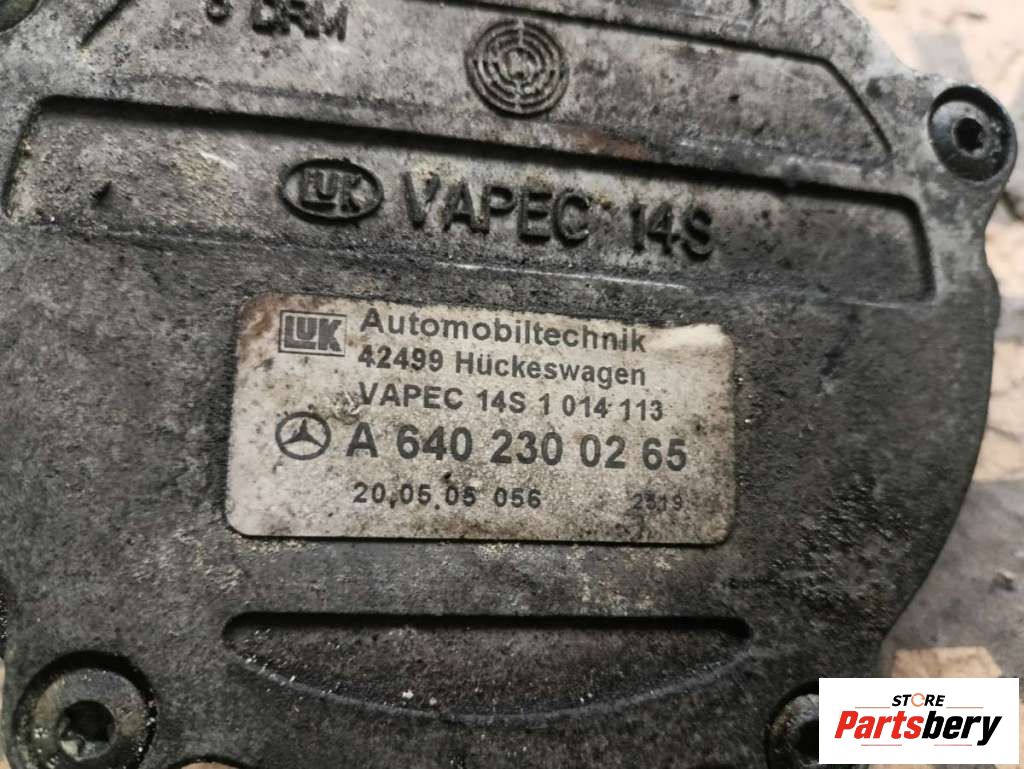 DRM
LUK VAPEC 14S
LUK Automobiltechnik
42499 Hückeswagen
VAPEC 14S 1 014 113
A 640 230 02 65
20.05.05 056 2519
STORE
Partsbery